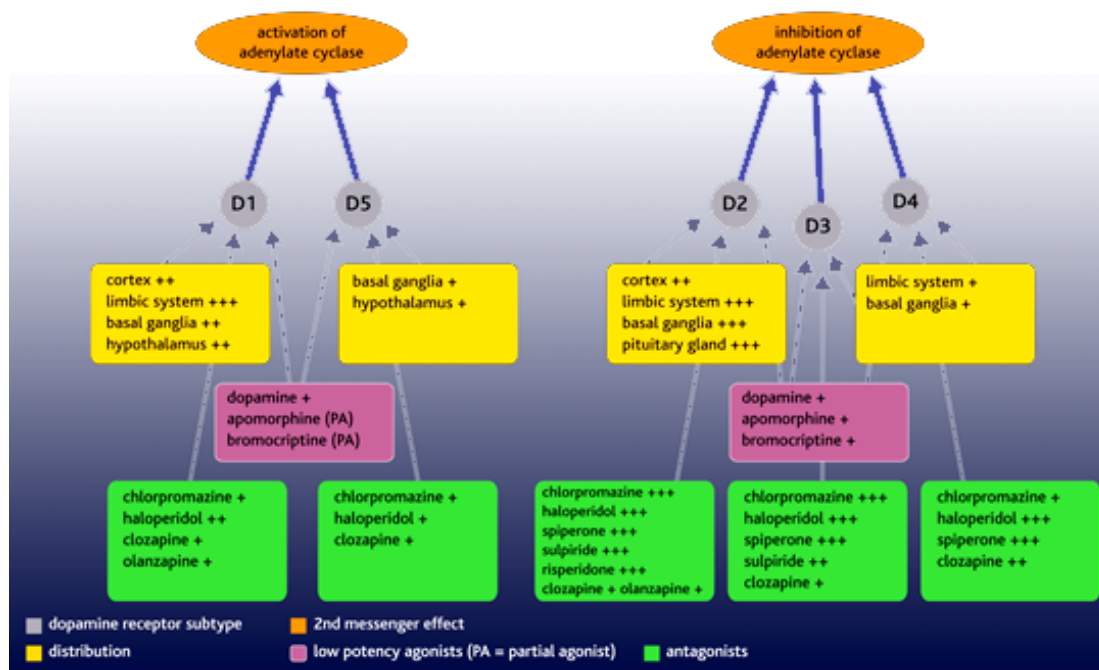 activation of
adenylate cyclase
inhibition of
adenylate cyclase
D1
D5
D2
D3
D4
cortex ++
limbic system +++
basal ganglia ++
hypothalamus ++
basal ganglia +
hypothalamus +
cortex ++
limbic system +++
basal ganglia +++
pituitary gland +++
limbic system +
basal ganglia +
dopamine +
apomorphine (PA)
bromocriptine (PA)
dopamine +
apomorphine +
bromocriptine +
chlorpromazine +
haloperidol ++
clozapine +
olanzapine +
chlorpromazine +
haloperidol +
clozapine +
chlorpromazine +++
haloperidol +++
spiperone +++
sulpiride +++
risperidone +++
clozapine + olanzapine +
chlorpromazine +++
haloperidol +++
spiperone +++
sulpiride ++
clozapine +
chlorpromazine +
haloperidol +++
spiperone +++
clozapine ++
dopamine receptor subtype
2nd messenger effect
distribution
low potency agonists (PA = partial agonist)
antagonists